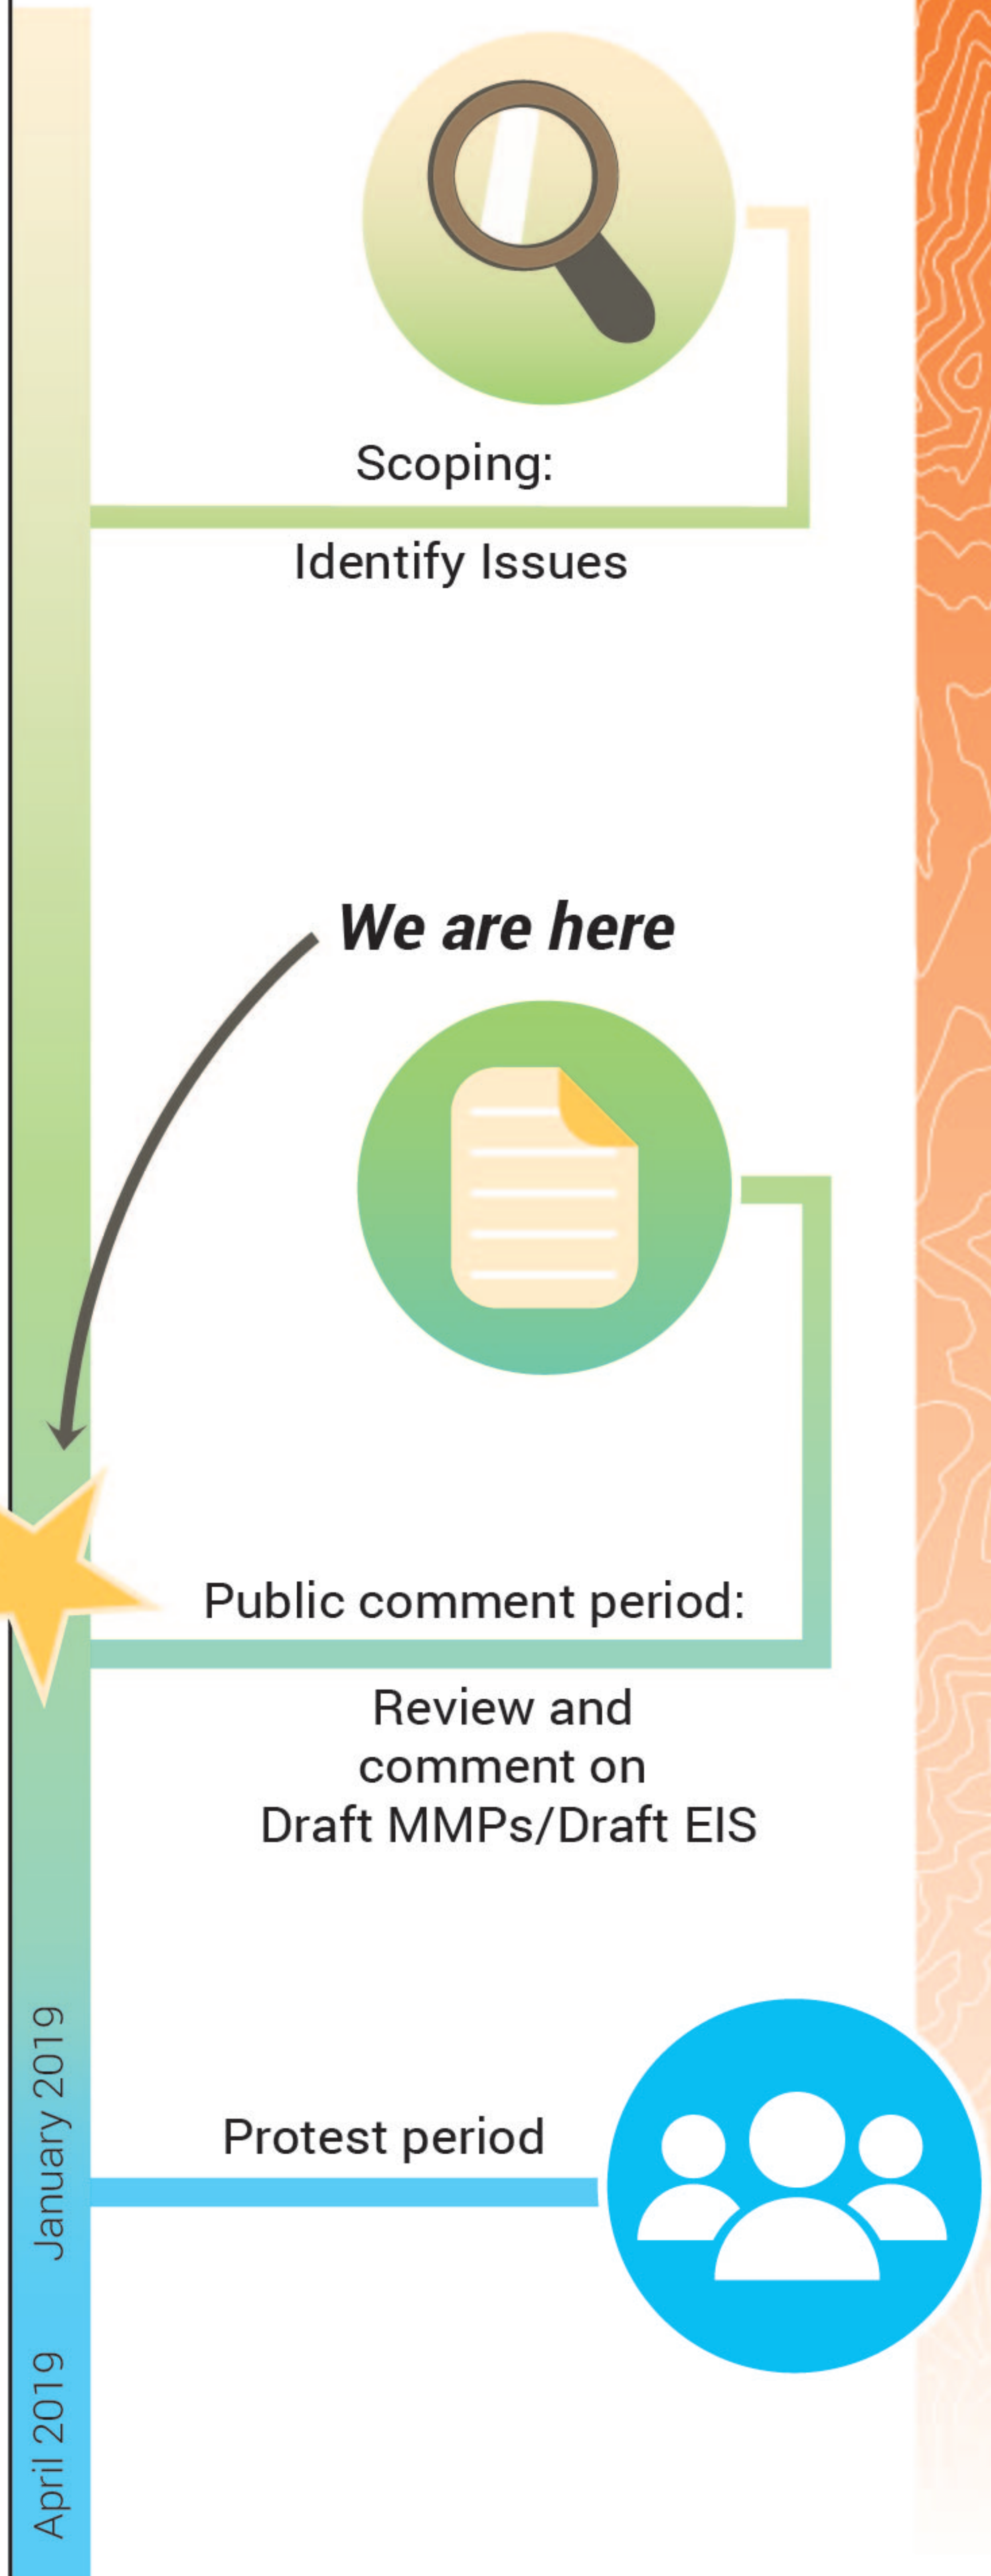 Scoping:
Identify Issues
We are here
Public comment period:
Review and
comment on
Draft MMPs/Draft EIS
January 2019
Protest period
April 2019